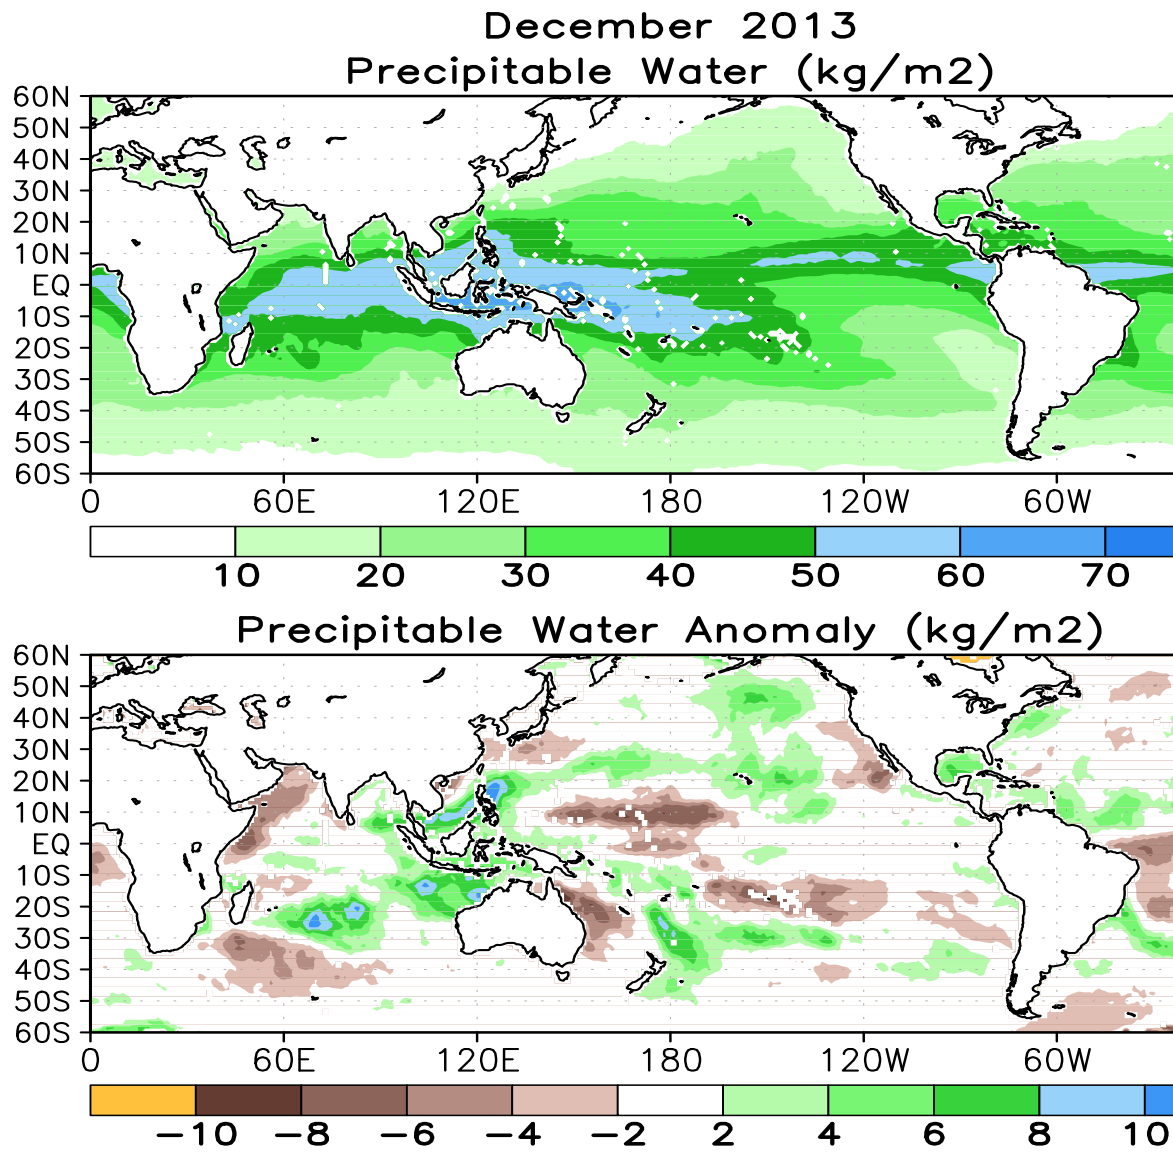 December 2013
Precipitable Water (kg/m2)
60N
50N
40N
30N
20N
10N
EQ
10S
20S
30S
40S
50S
60S
0 60E 120E 180 120W 60W
10 20 30 40 50 60 70
Precipitable Water Anomaly (kg/m2)
60N
50N
40N
30N
20N
10N
EQ
10S
20S
30S
40S
50S
60S
0 60E 120E 180 120W 60W
−10 −8 −6 −4 −2 2 4 6 8 10